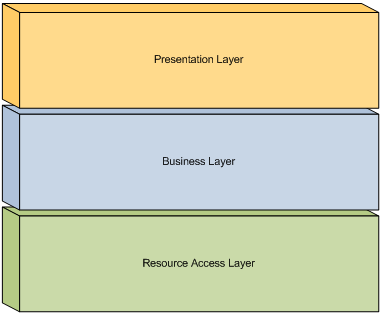 Presentation Layer
Business Layer
Resource Access Layer